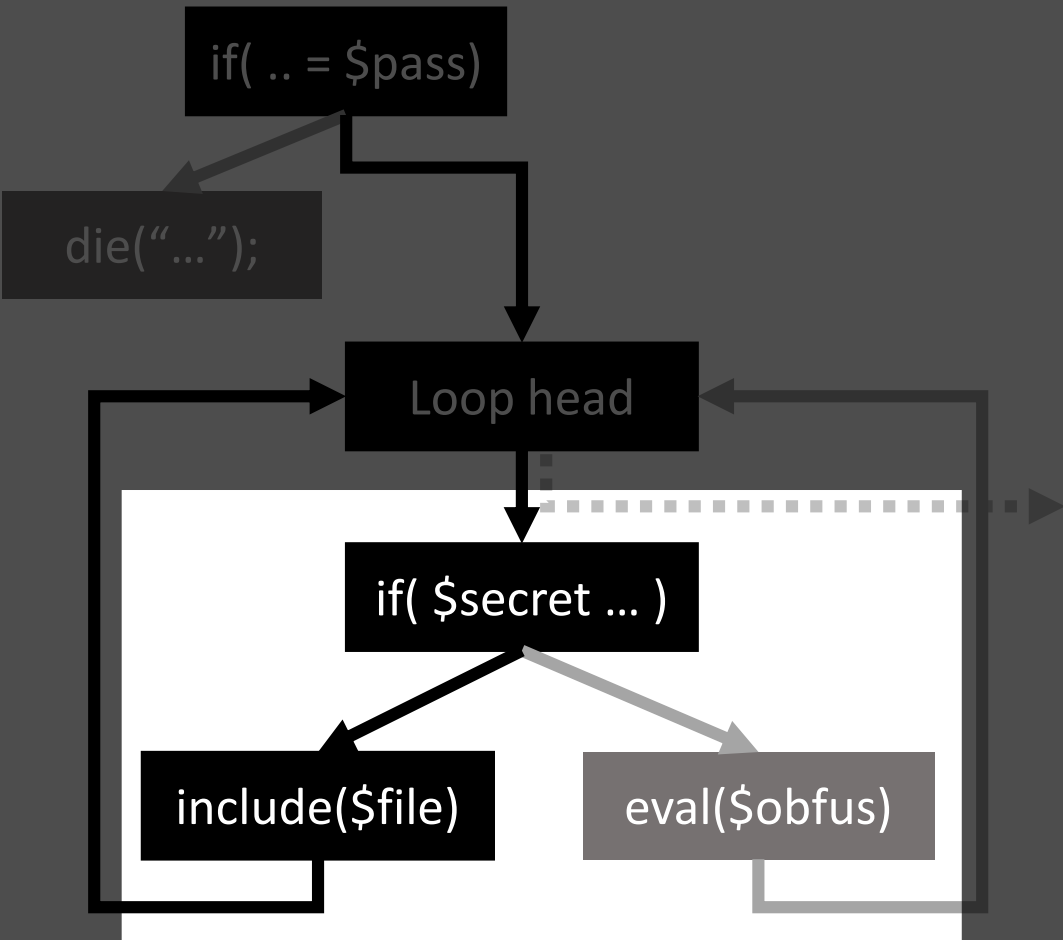 if( .. = $pass)
die(“…”);
Loop head
if( $secret … )
include($file)
eval($obfus)